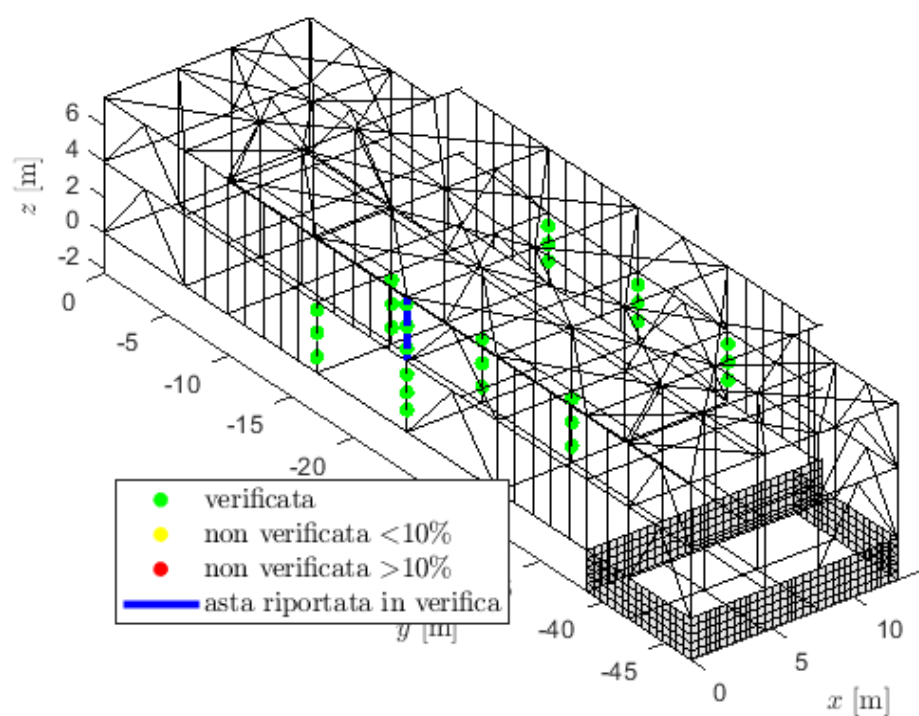 6
4
2
0
-2
z [m]
0
-5
-10
-15
-20
-40
-45
y [m]
0
5
10
x [m]
verificata
non verificata <10%
non verificata >10%
asta riportata in verifica